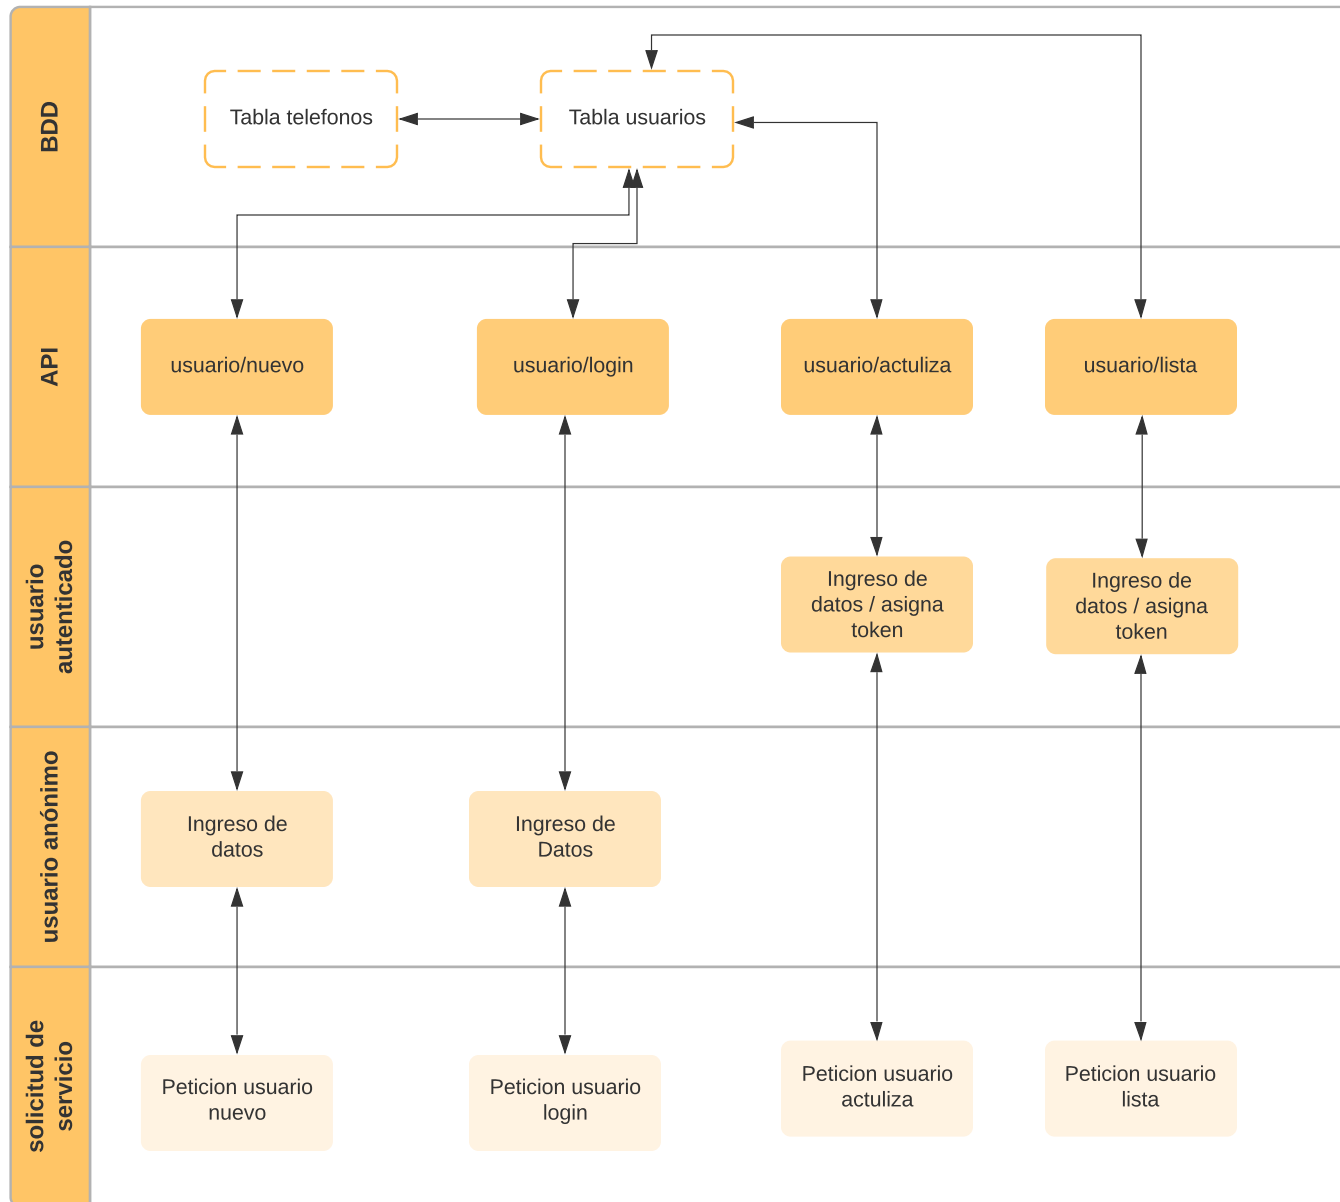 BDD
Tabla telefonos
Tabla usuarios
API
usuario/nuevo
usuario/login
usuario/actuliza
usuario/lista
usuario
autenticado
Ingreso de
datos / asigna
token
Ingreso de
datos / asigna
token
usuario anónimo
Ingreso de
datos
Ingreso de
Datos
solicitud de
servicio
Peticion usuario
nuevo
Peticion usuario
login
Peticion usuario
actuliza
Peticion usuario
lista